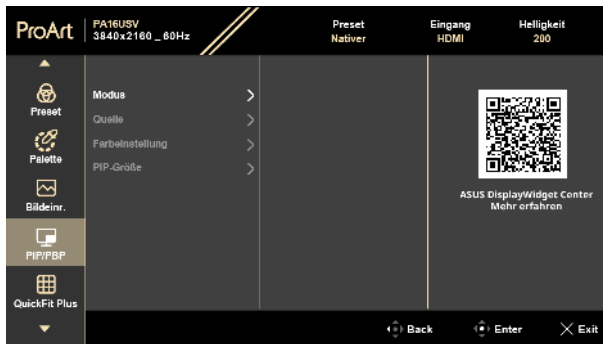 ProArt
PA16USV
3840x2160 _ 60Hz
Preset
Nativer
Eingang
HDMI
Helligkeit
200
Preset
Palette
Bildeinr.
PIP/PBP
QuickFit Plus
Modus
Quelle
Farbeinstellung
PIP-Größe
ASUS DisplayWidget Center
Mehr erfahren
Back
Enter
Exit